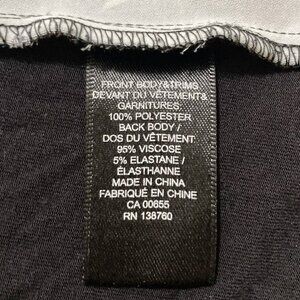 FRONT BODY&TRIMS
DEVANT DU VÊTEMENT&
GARNITURES:
100% POLYESTER
BACK BODY /
DOS DU VÊTEMENT:
95% VISCOSE
5% ELASTANE /
ÉLASTHANNE
MADE IN CHINA
FABRIQUÉ EN CHINE
CA 00655
RN 138760